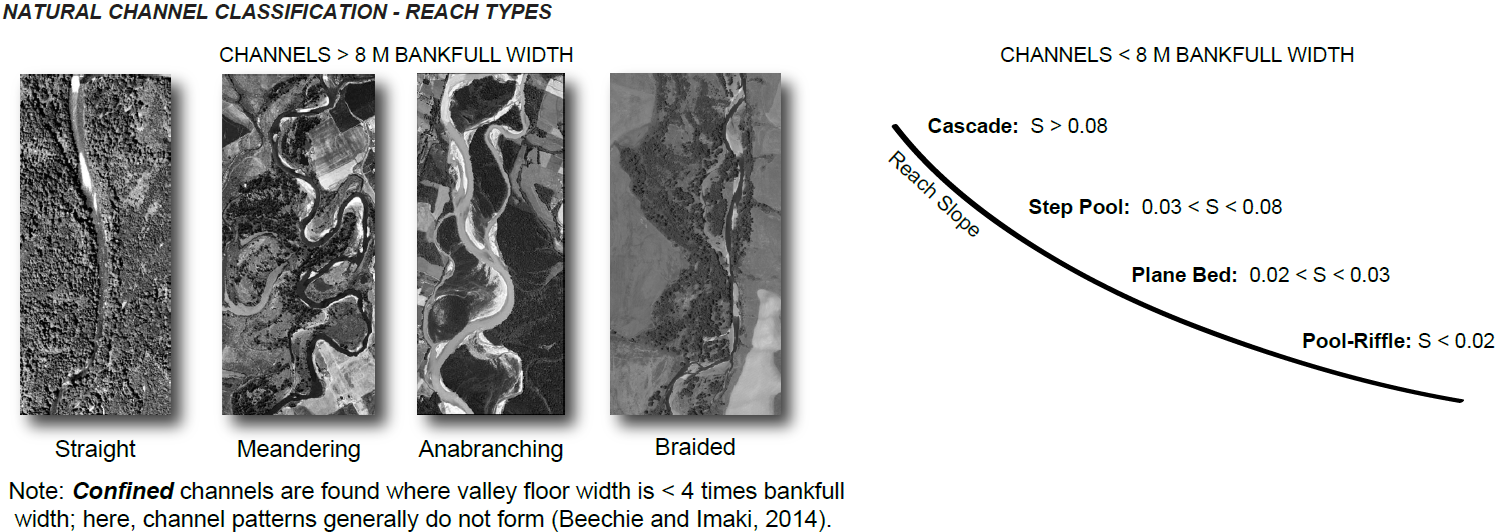 NATURAL CHANNEL CLASSIFICATION - REACH TYPES
CHANNELS > 8 M BANKFULL WIDTH
Straight
Meandering
Anabranching
Braided
Note: Confined channels are found where valley floor width is < 4 times bankfull
width; here, channel patterns generally do not form (Beechie and Imaki, 2014).
CHANNELS < 8 M BANKFULL WIDTH
Reach Slope
Cascade: S > 0.08
Step Pool: 0.03 < S < 0.08
Plane Bed: 0.02 < S < 0.03
Pool-Riffle: S < 0.02